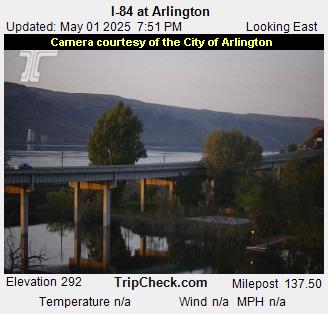 I-84 at Arlington
Updated: May 01 2025 7:51 PM Looking East
Camera courtesy of the City of Arlington
Elevation 292 TripCheck.com Milepost 137.50
Temperature n/a Wind n/a MPH n/a